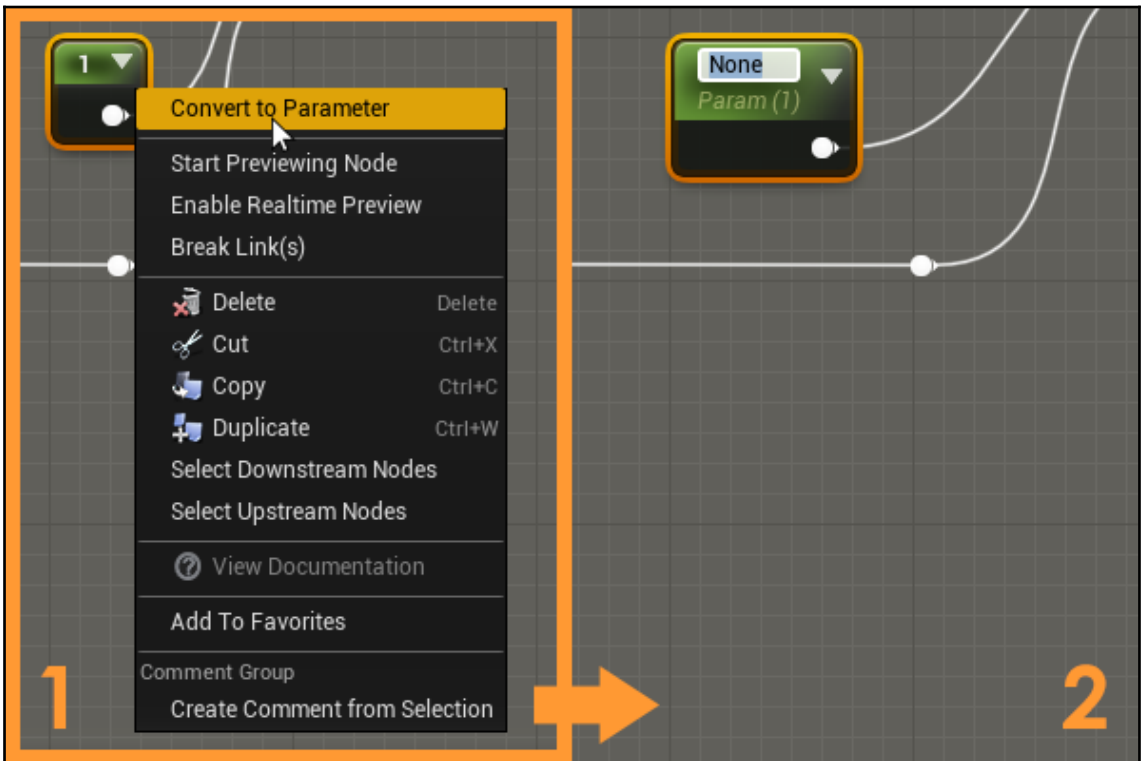 1
Convert to Parameter
Start Previewing Node
Enable Realtime Preview
Break Link(s)
Delete Delete
Cut Ctrl+X
Copy Ctrl+C
Duplicate Ctrl+W
Select Downstream Nodes
Select Upstream Nodes
View Documentation
Add To Favorites
Comment Group
Create Comment from Selection
1
None
Param (1)
2